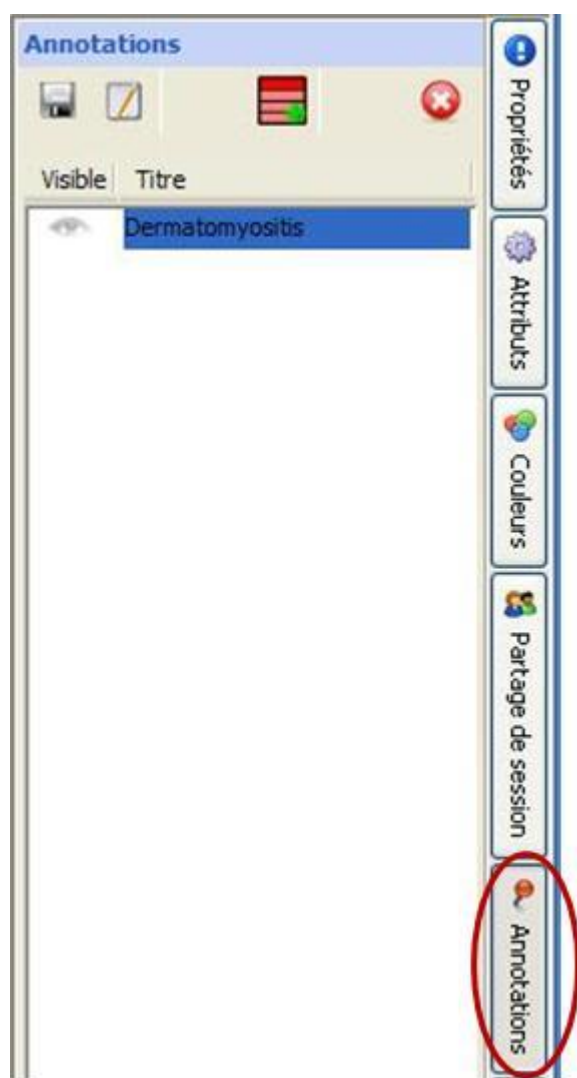 Annotations
Visible Titre
Dermatomyositis
Propriétés
Attributs
Couleurs
Partage de session
Annotations